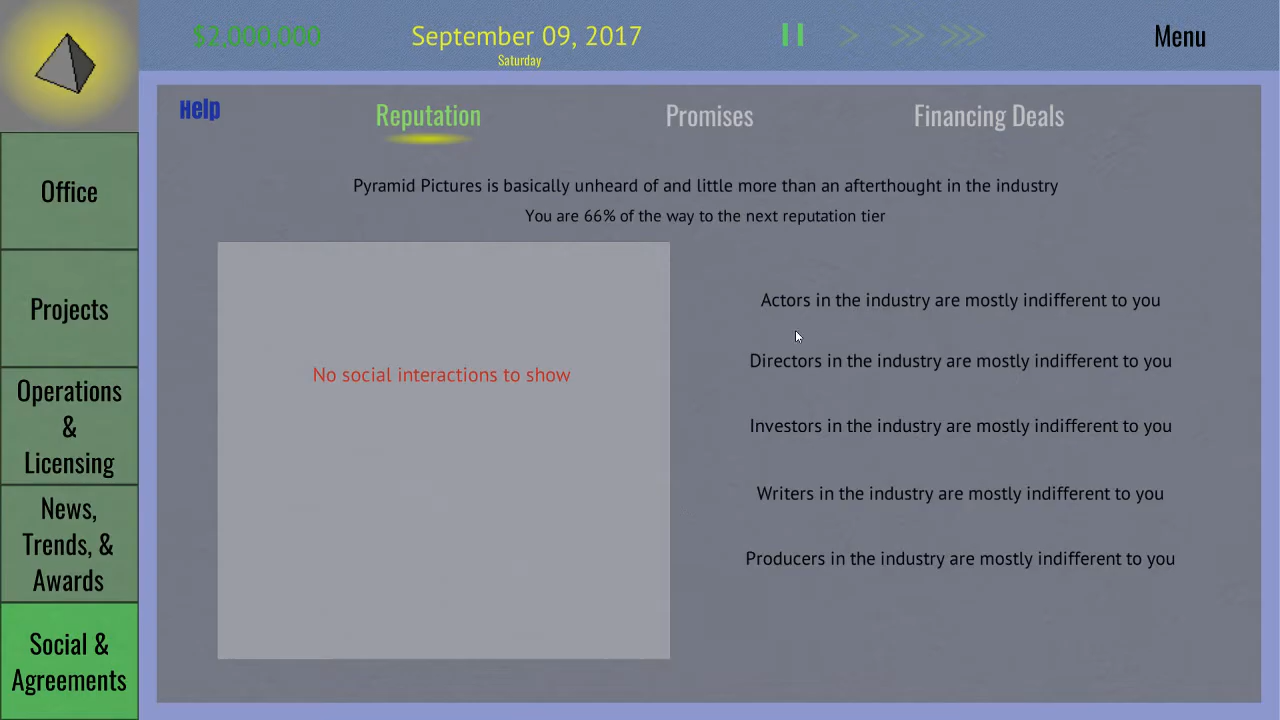 $2,000,000
September 09, 2017
Saturday
Menu
Help
Reputation
Promises
Financing Deals
Office
Projects
Operations
&
Licensing
News,
Trends, &
Awards
Social &
Agreements
Pyramid Pictures is basically unheard of and little more than an afterthought in the industry
You are 66% of the way to the next reputation tier
No social interactions to show
Actors in the industry are mostly indifferent to you
Directors in the industry are mostly indifferent to you
Investors in the industry are mostly indifferent to you
Writers in the industry are mostly indifferent to you
Producers in the industry are mostly indifferent to you